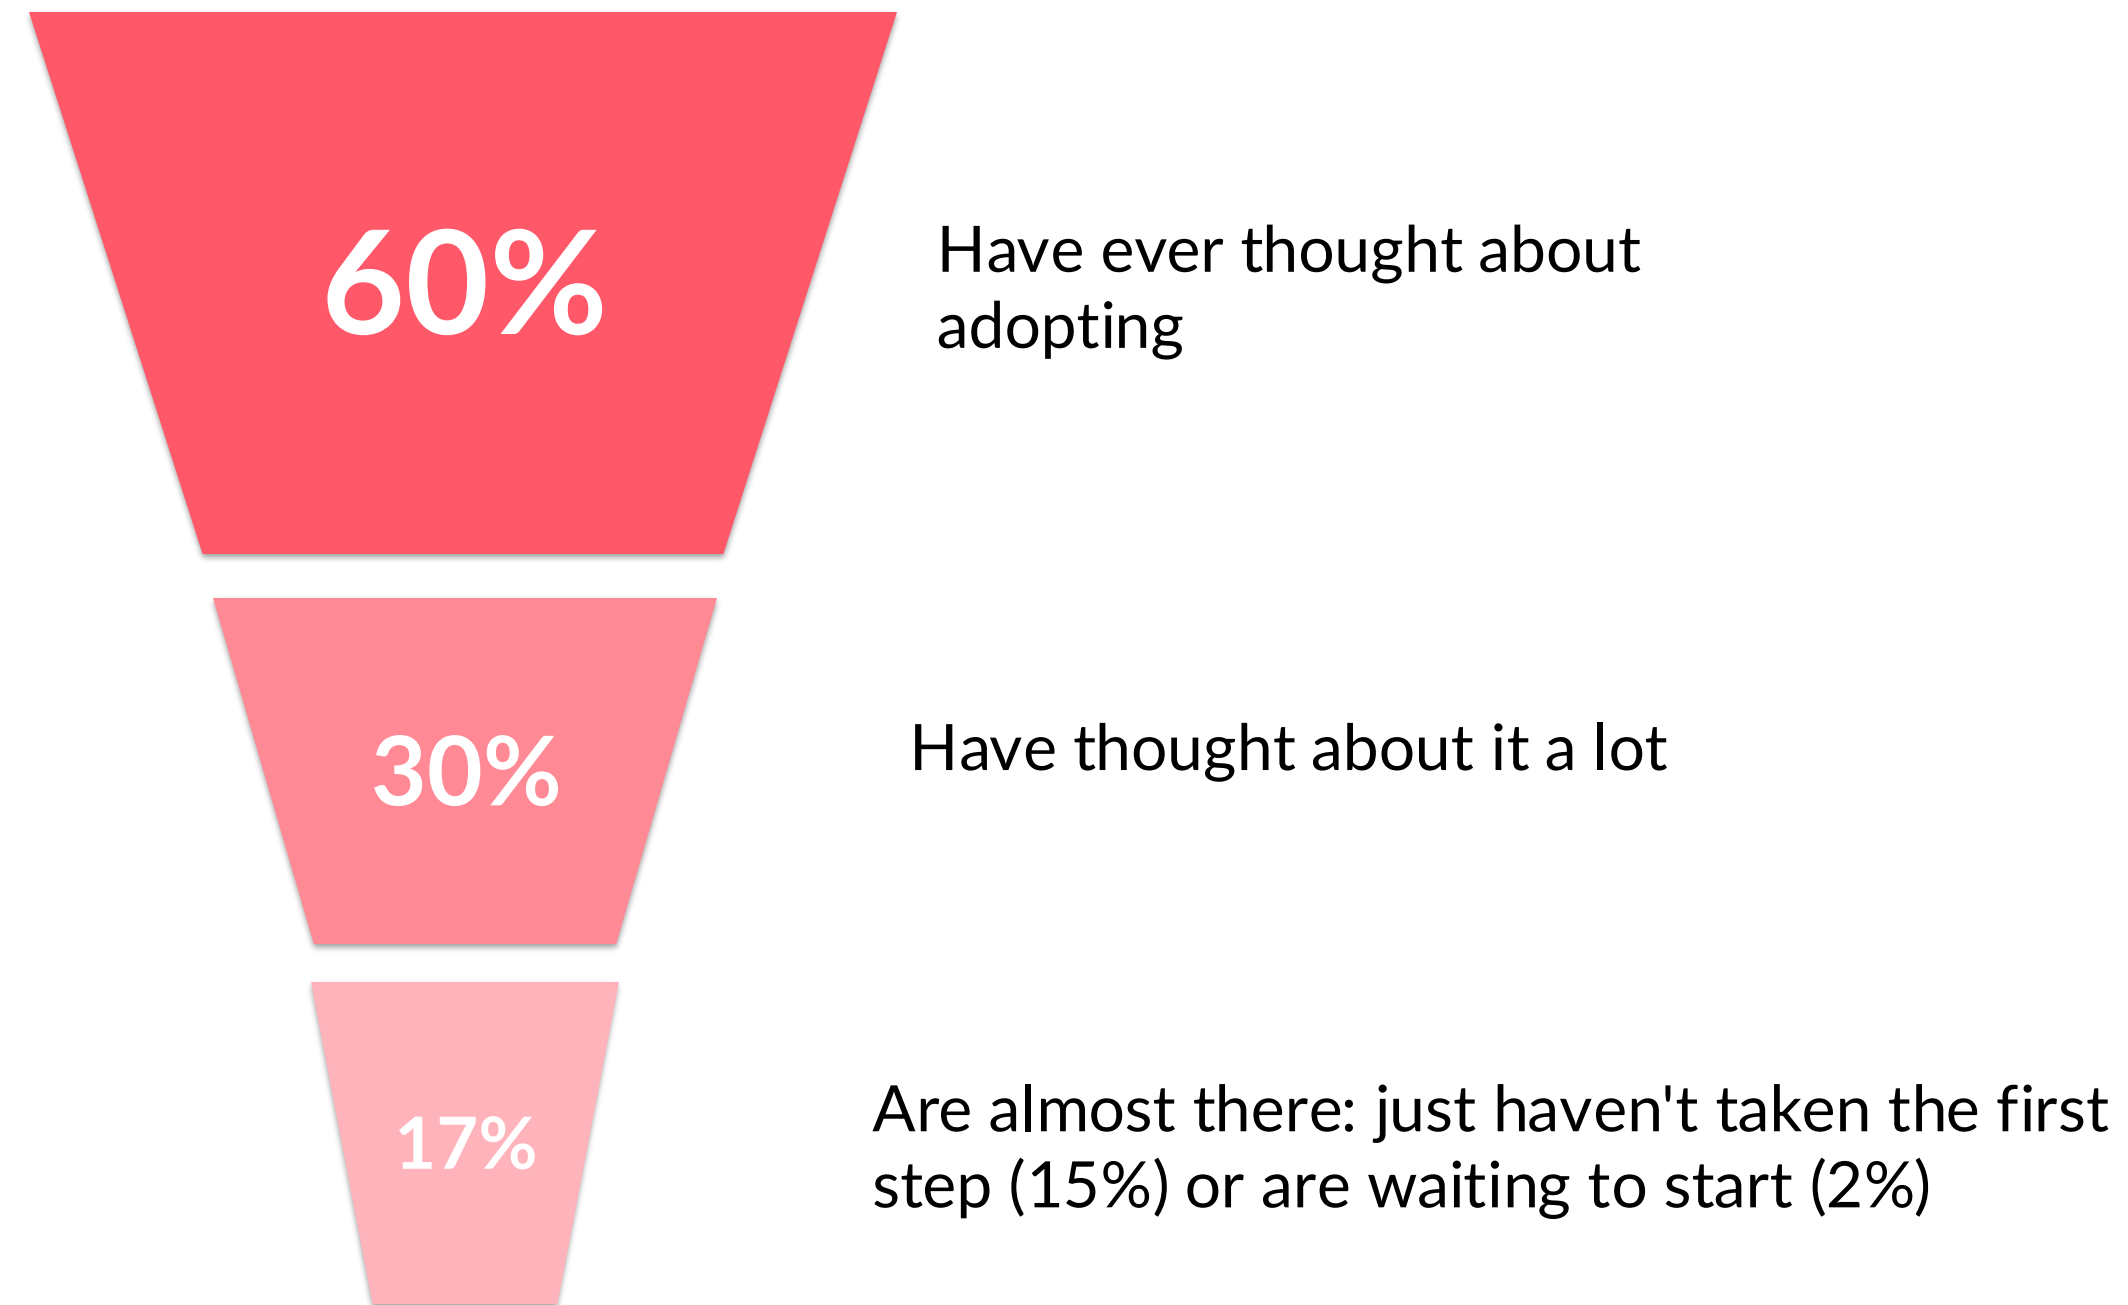 60%
Have ever thought about
adopting
30%
Have thought about it a lot
17%
Are almost there: just haven't taken the first
step (15%) or are waiting to start (2%)